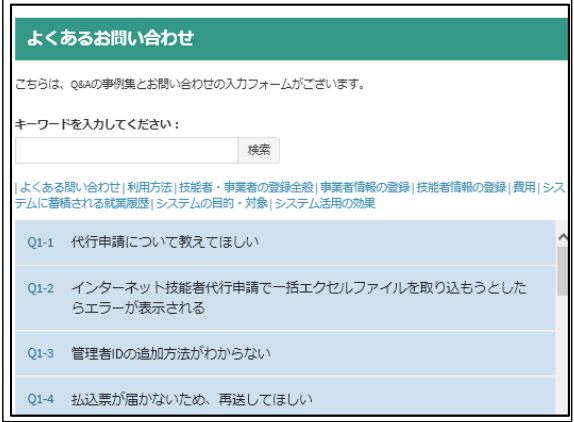 よくあるお問い合わせ
こちらは、Q&Aの事例集とお問い合わせの入力フォームがございます。
キーワードを入力してください：
検索
|よくある問い合わせ|利用方法|技能者・事業者の登録全般|事業者情報の登録|技能者情報の登録|費用|シス
テムに蓄積される就業履歴|システムの目的・対象|システム活用の効果
Q1-1 代行申請について教えてほしい
Q1-2 インターネット技能者代行申請で一括エクセルファイルを取り込もうとした
らエラーが表示される
Q1-3 管理者IDの追加方法がわからない
Q1-4 払込票が届かないため、再送してほしい